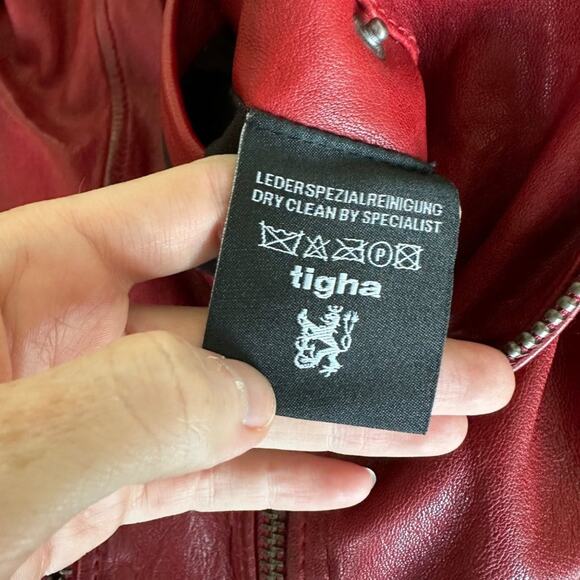 LEDERSPEZIALREINIGUNG
DRY CLEAN BY SPECIALIST
P
tigha